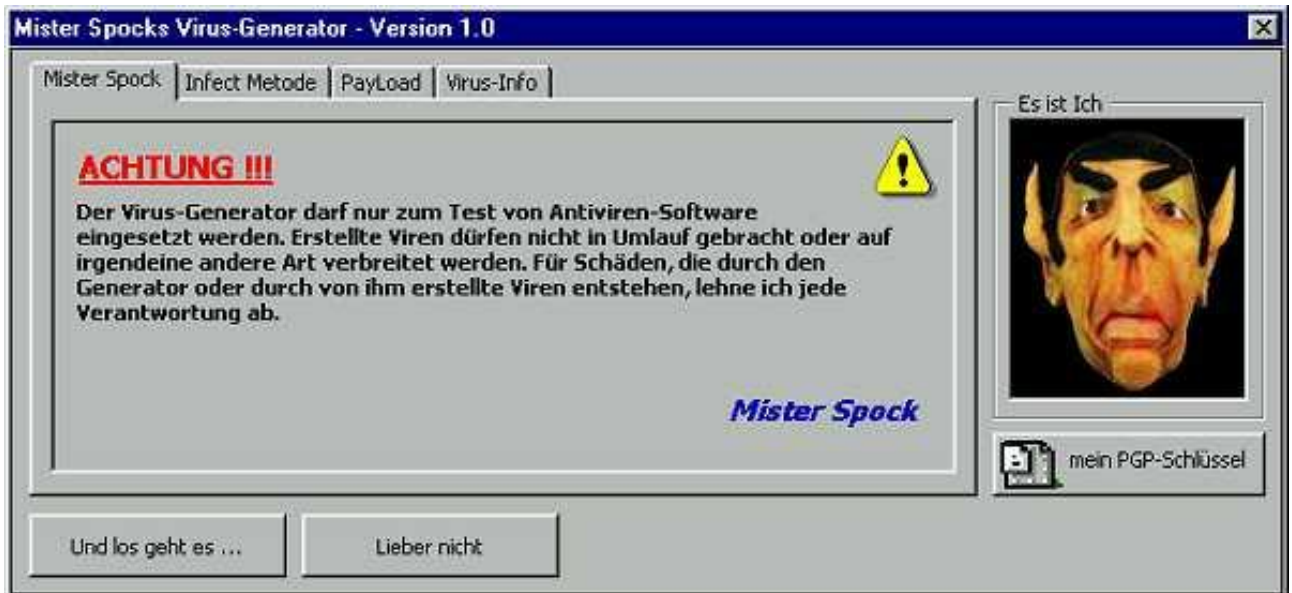 Mister Spocks Virus-Generator - Version 1.0
Mister Spock
Infect Metode
PayLoad
Virus-Info
ACHTUNG !!!
Der Virus-Generator darf nur zum Test von Antiviren-Software
eingesetzt werden. Erstellte Viren dürfen nicht in Umlauf gebracht oder auf
irgendeine andere Art verbreitet werden. Für Schäden, die durch den
Generator oder durch von ihm erstellte Viren entstehen, lehne ich jede
Verantwortung ab.
Mister Spock
Es ist Ich
mein PGP-Schlüssel
Und los geht es ...
Lieber nicht